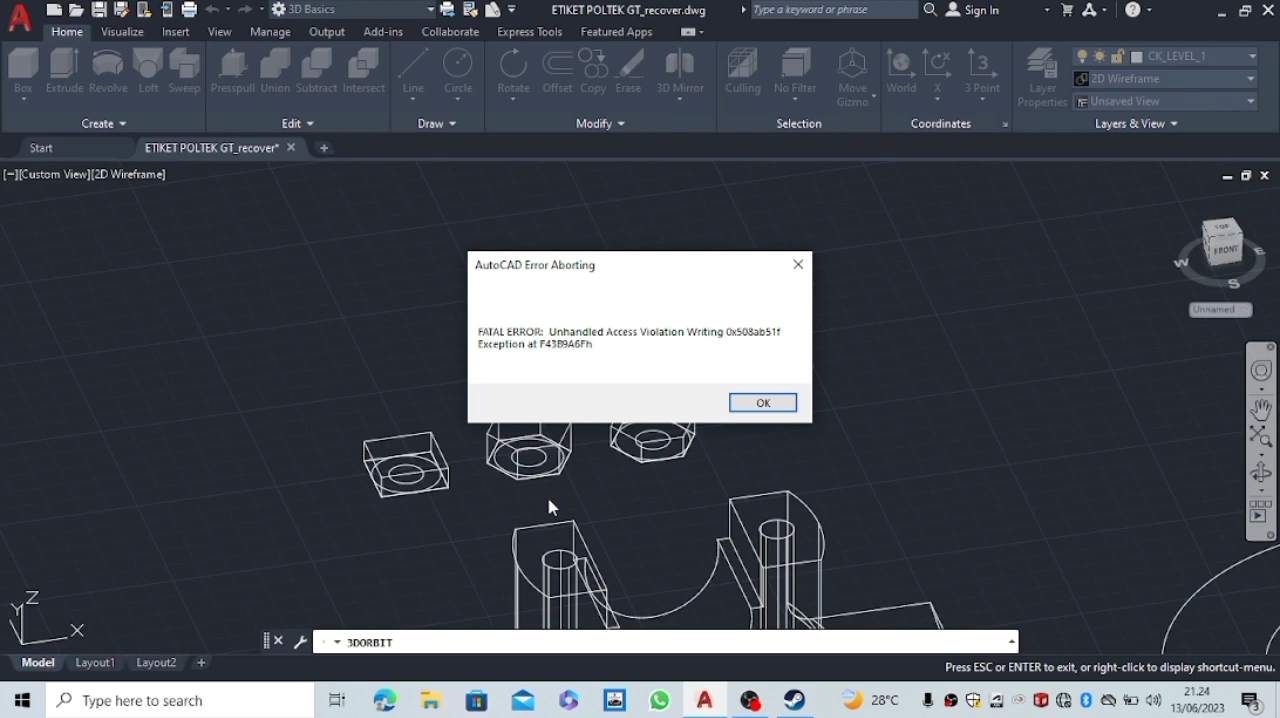 3D Basics
ETIKET POLTEK GT_recover.dwg
Type a keyword or phrase
Sign In
Home Visualize Insert View Manage Output Add-ins Collaborate Express Tools Featured Apps
Box Extrude Revolve Loft Sweep Presspull Union Subtract Intersect Line Circle Rotate Offset Copy Erase 3D Mirror Culling No Filter Move Gizmo World X 3 Point Layer Properties
CK_LEVEL_1
2D Wireframe
Unsaved View
Create Edit Draw Modify Selection Coordinates Layers & View
Start ETIKET POLTEK GT_recover*
[−][Custom View][2D Wireframe]
TOP
FRONT
W
S
E
Unnamed
AutoCAD Error Aborting
FATAL ERROR: Unhandled Access Violation Writing 0x508ab51f
Exception at F43B9A6Fh
OK
Z
Y
X
3DORBIT
Model Layout1 Layout2
Press ESC or ENTER to exit, or right-click to display shortcut-menu.
Type here to search
28°C
21.24
13/06/2023
3